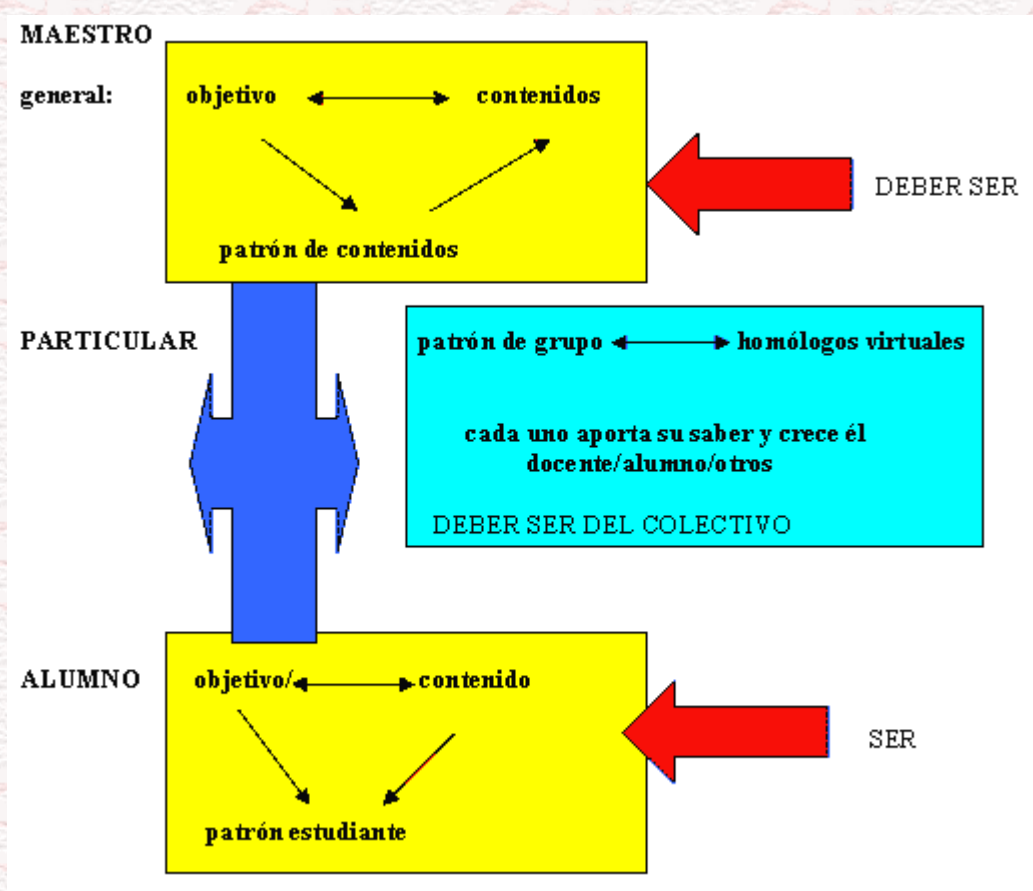 MAESTRO
general:
objetivo
contenidos
patrón de contenidos
DEBER SER
PARTICULAR
patrón de grupo
homólogos virtuales
cada uno aporta su saber y crece él
docente/alumno/otros
DEBER SER DEL COLECTIVO
ALUMNO
objetivo/
contenido
patrón estudiante
SER